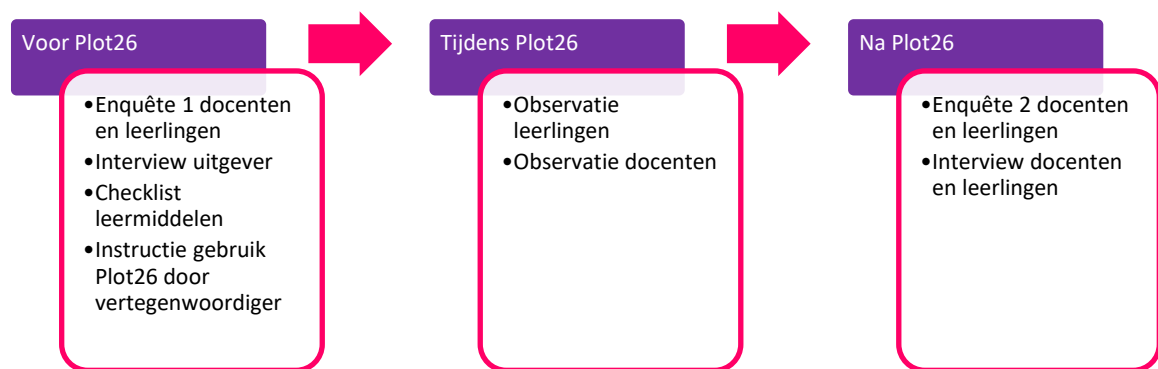 Voor Plot26
•Enquête 1 docenten
en leerlingen
•Interview uitgever
•Checklist
leermiddelen
•Instructie gebruik
Plot26 door
vertegenwoordiger
Tijdens Plot26
•Observatie
leerlingen
•Observatie docenten
Na Plot26
•Enquête 2 docenten
en leerlingen
•Interview docenten
en leerlingen